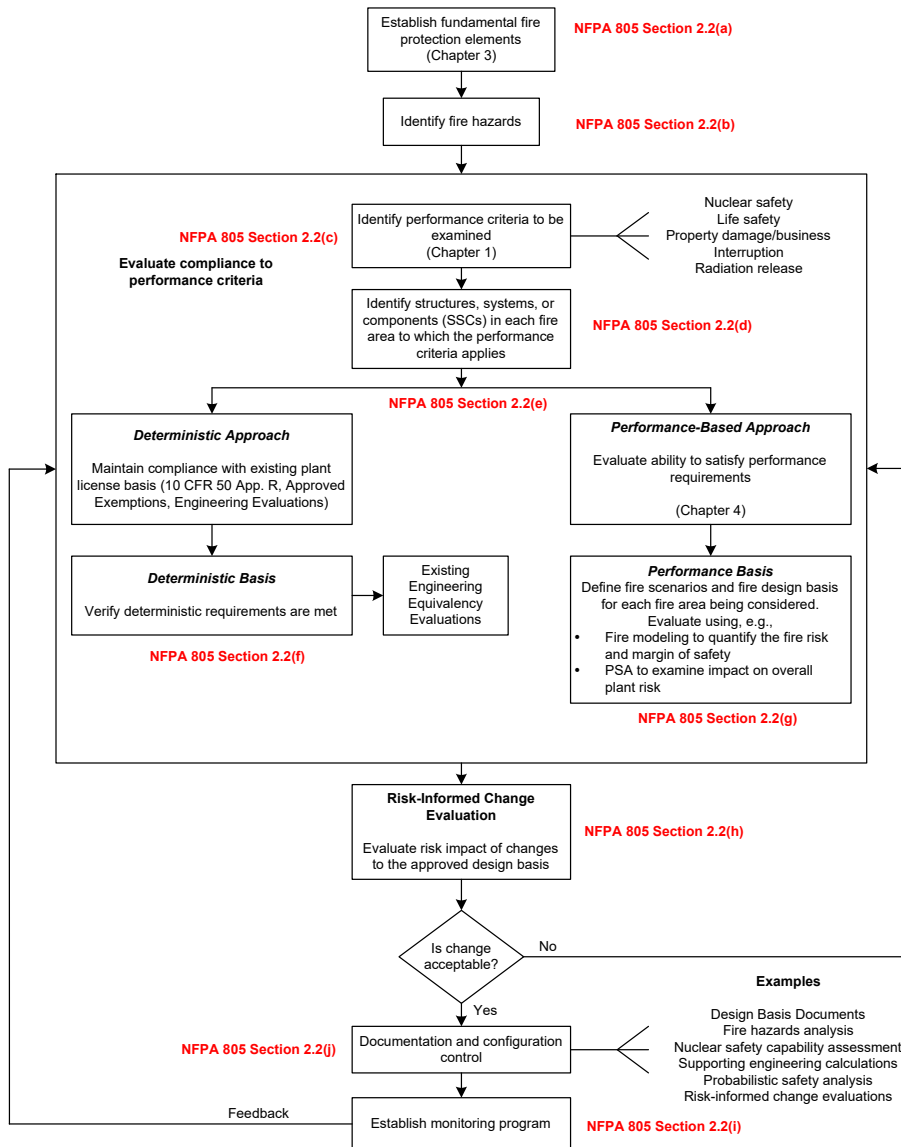 Establish fundamental fire
protection elements
(Chapter 3)
NFPA 805 Section 2.2(a)
Identify fire hazards
NFPA 805 Section 2.2(b)
NFPA 805 Section 2.2(c)
Evaluate compliance to
performance criteria
Identify performance criteria to be
examined
(Chapter 1)
Nuclear safety
Life safety
Property damage/business
Interruption
Radiation release
Identify structures, systems, or
components (SSCs) in each fire
area to which the performance
criteria applies
NFPA 805 Section 2.2(d)
NFPA 805 Section 2.2(e)
Deterministic Approach
Maintain compliance with existing plant
license basis (10 CFR 50 App. R, Approved
Exemptions, Engineering Evaluations)
Performance-Based Approach
Evaluate ability to satisfy performance
requirements
(Chapter 4)
Deterministic Basis
Verify deterministic requirements are met
Existing
Engineering
Equivalency
Evaluations
NFPA 805 Section 2.2(f)
Performance Basis
Define fire scenarios and fire design basis
for each fire area being considered.
Evaluate using, e.g.,
• Fire modeling to quantify the fire risk
and margin of safety
• PSA to examine impact on overall
plant risk
NFPA 805 Section 2.2(g)
Risk-Informed Change
Evaluation
Evaluate risk impact of changes
to the approved design basis
NFPA 805 Section 2.2(h)
Is change
acceptable?
No
Yes
Examples
Design Basis Documents
Fire hazards analysis
Nuclear safety capability assessment
Supporting engineering calculations
Probabilistic safety analysis
Risk-informed change evaluations
NFPA 805 Section 2.2(j)
Documentation and configuration
control
Feedback
Establish monitoring program
NFPA 805 Section 2.2(i)